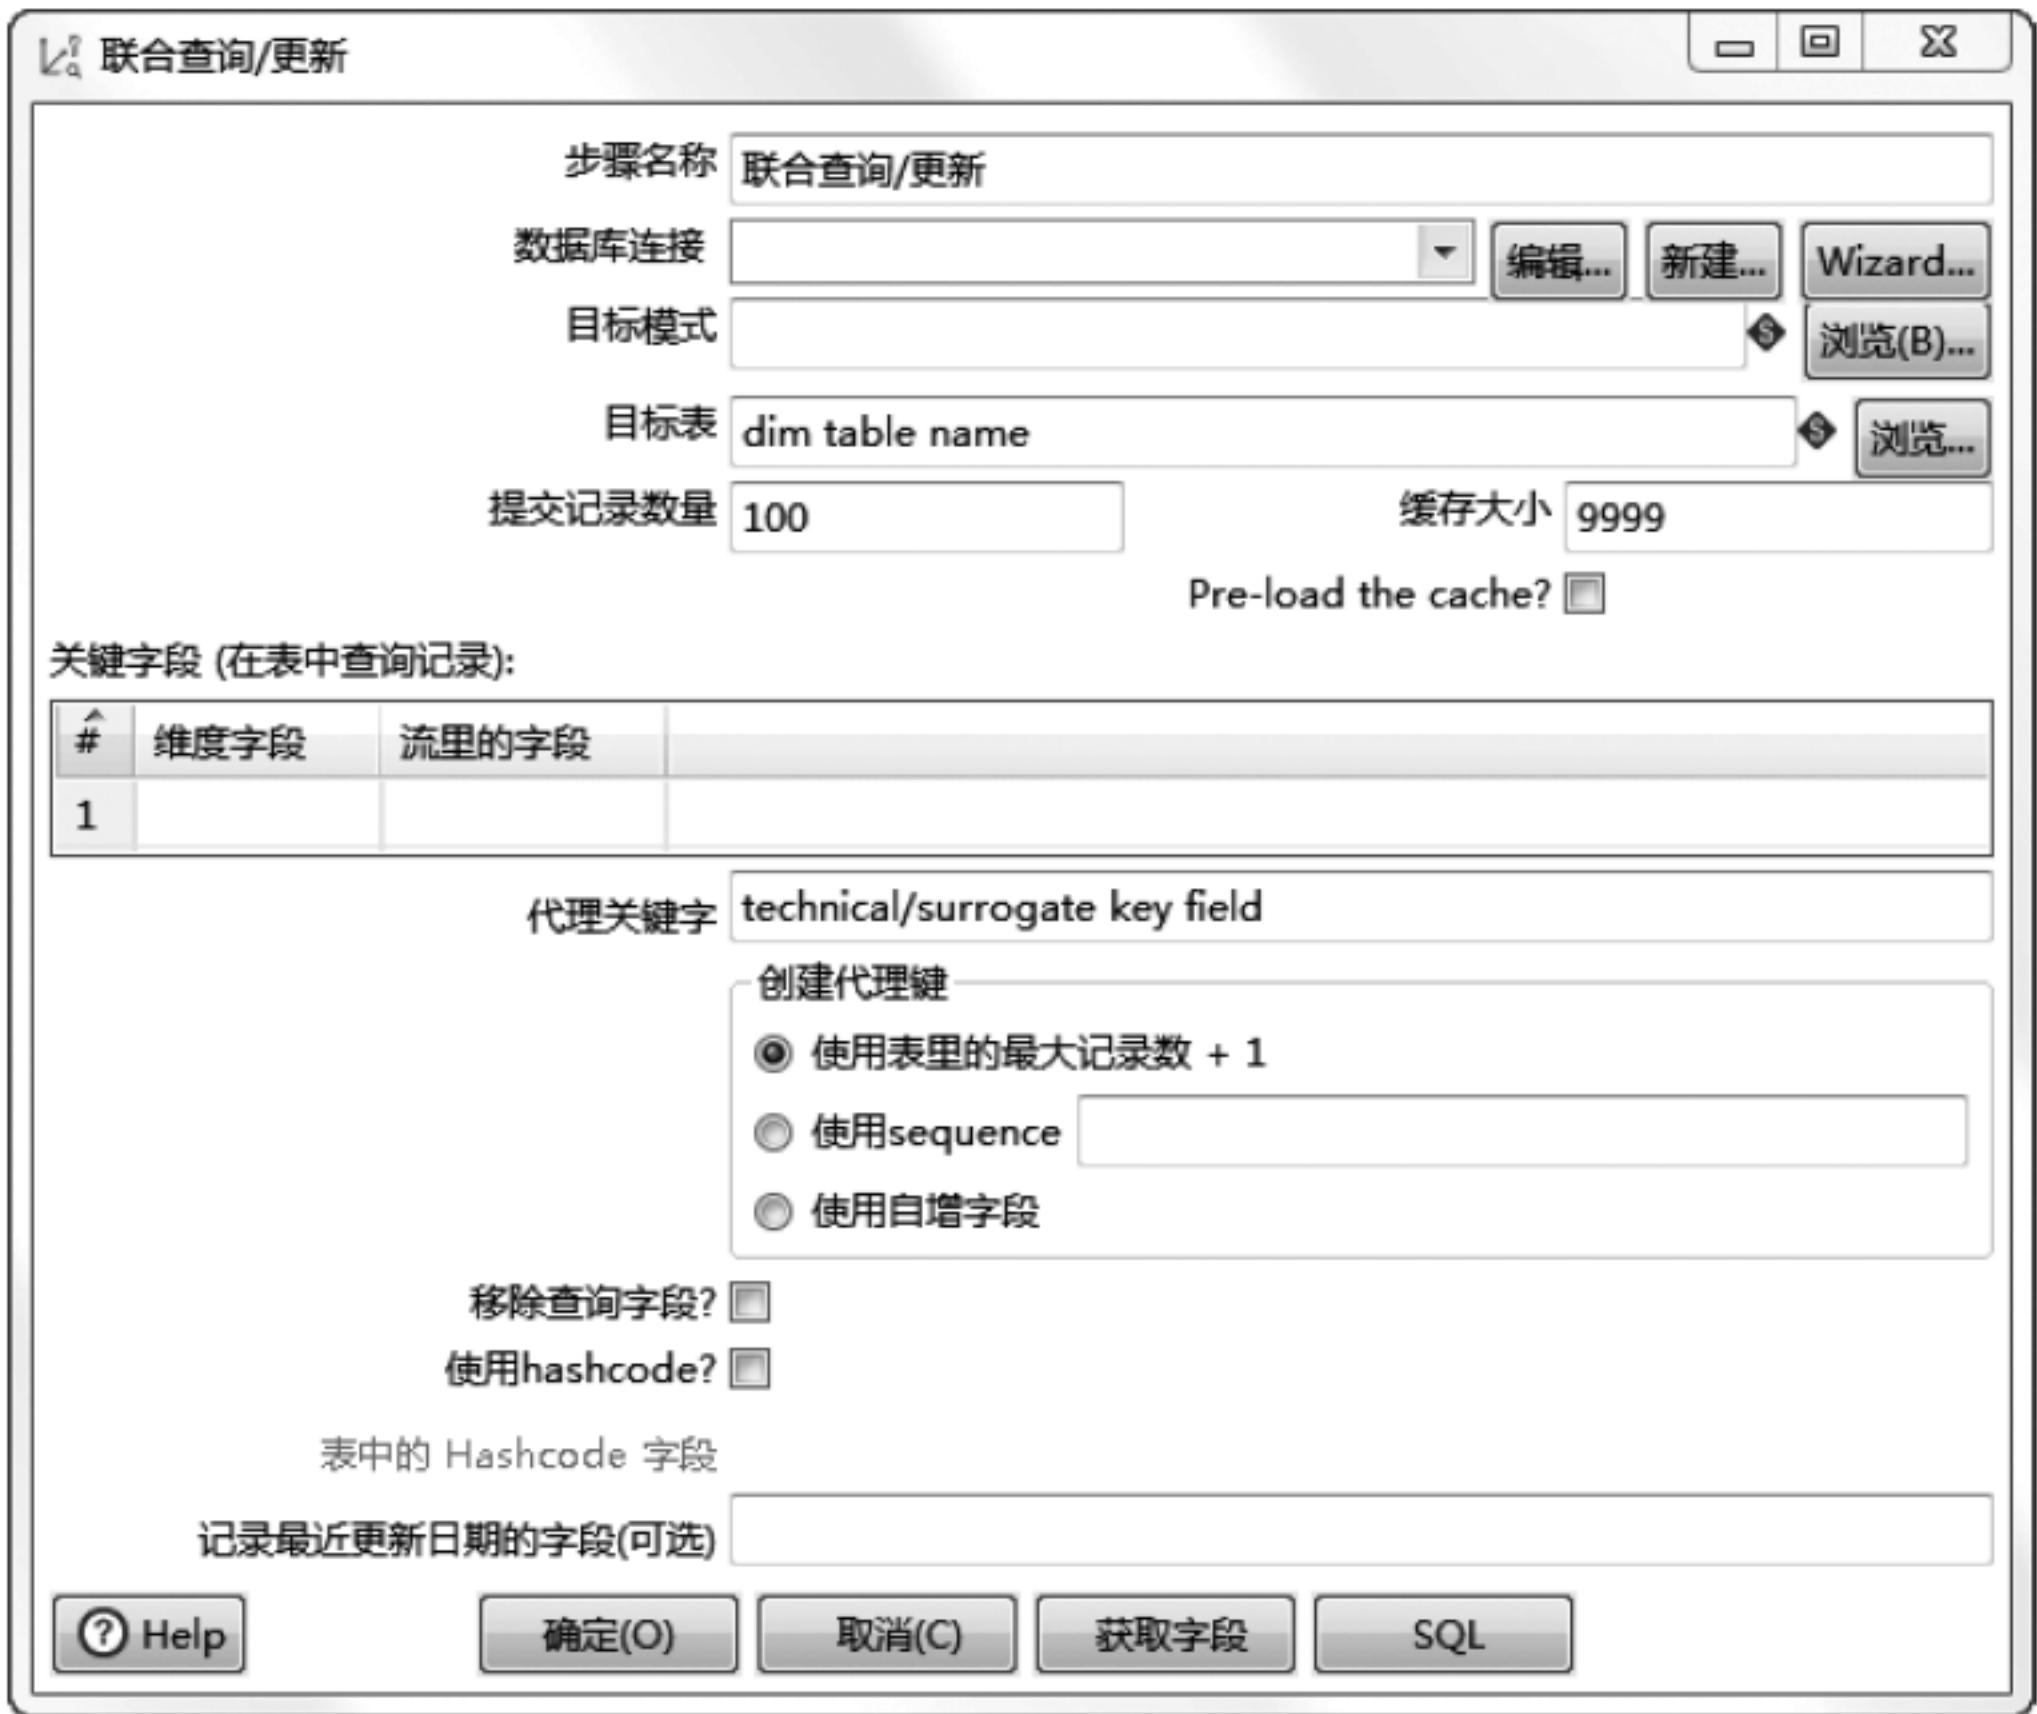 联合查询/更新
步骤名称 联合查询/更新
数据库连接 编辑... 新建... Wizard...
目标模式 浏览(B)...
目标表 dim table name 浏览...
提交记录数量 100 缓存大小 9999
Pre-load the cache?
关键字段 (在表中查询记录):
# 维度字段 流里的字段
1
代理关键字 technical/surrogate key field
创建代理键
使用表里的最大记录数 + 1
使用sequence
使用自增字段
移除查询字段?
使用hashcode?
表中的 Hashcode 字段
记录最近更新日期的字段(可选)
Help 确定(O) 取消(C) 获取字段 SQL